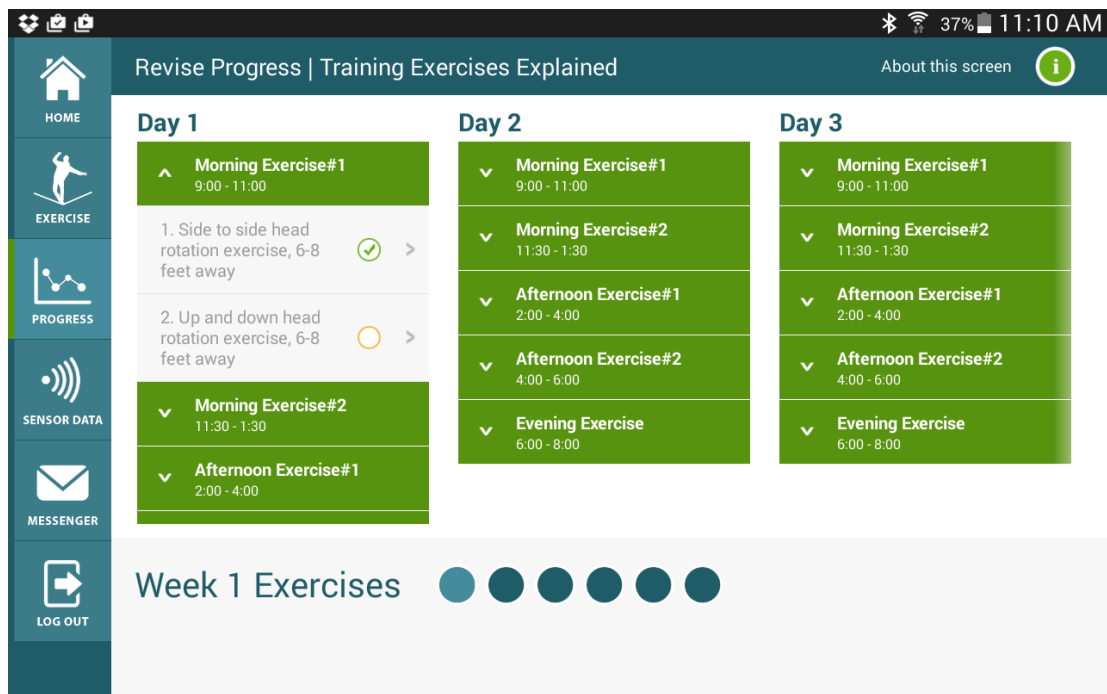 37% 11:10 AM
HOME
EXERCISE
PROGRESS
SENSOR DATA
MESSENGER
LOG OUT
Revise Progress | Training Exercises Explained
About this screen
i
Day 1
Morning Exercise#1
9:00 - 11:00
1. Side to side head
rotation exercise, 6-8
feet away
2. Up and down head
rotation exercise, 6-8
feet away
Morning Exercise#2
11:30 - 1:30
Afternoon Exercise#1
2:00 - 4:00
Day 2
Morning Exercise#1
9:00 - 11:00
Morning Exercise#2
11:30 - 1:30
Afternoon Exercise#1
2:00 - 4:00
Afternoon Exercise#2
4:00 - 6:00
Evening Exercise
6:00 - 8:00
Day 3
Morning Exercise#1
9:00 - 11:00
Morning Exercise#2
11:30 - 1:30
Afternoon Exercise#1
2:00 - 4:00
Afternoon Exercise#2
4:00 - 6:00
Evening Exercise
6:00 - 8:00
Week 1 Exercises